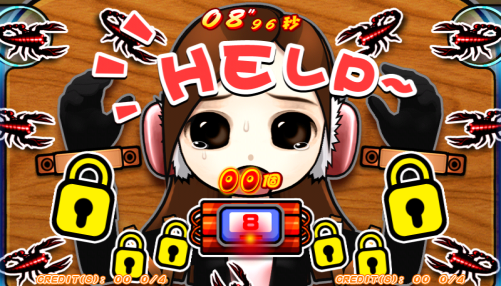 08"96秒
HELP~
00個
8
CREDIT(S): 00 0/4 CREDIT(S): 00 0/4